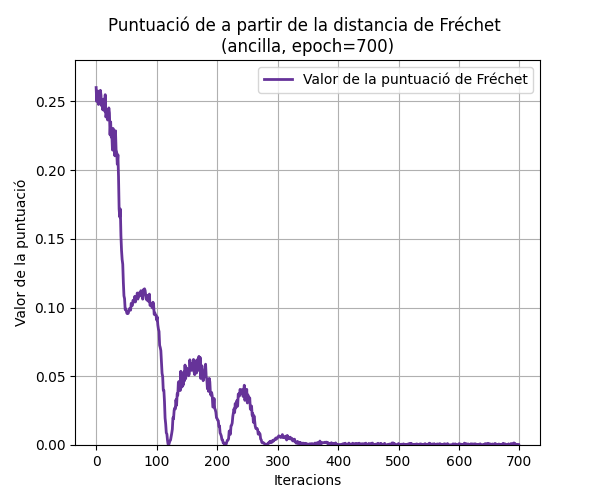 Puntuació de a partir de la distancia de Fréchet
(ancilla, epoch=700)
Valor de la puntuació de Fréchet
Valor de la puntuació
0.25
0.20
0.15
0.10
0.05
0.00
0 100 200 300 400 500 600 700
Iteracions